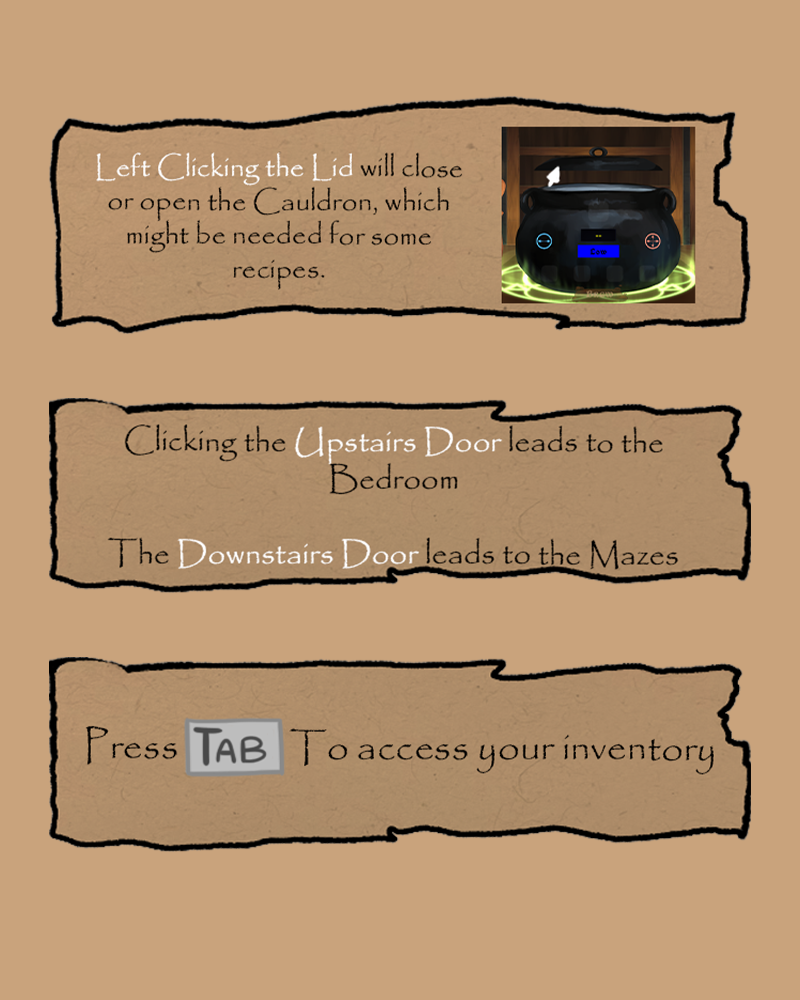 Left Clicking the Lid will close
or open the Cauldron, which
might be needed for some
recipes.
Clicking the Upstairs Door leads to the
Bedroom
The Downstairs Door leads to the Mazes
Press TAB To access your inventory